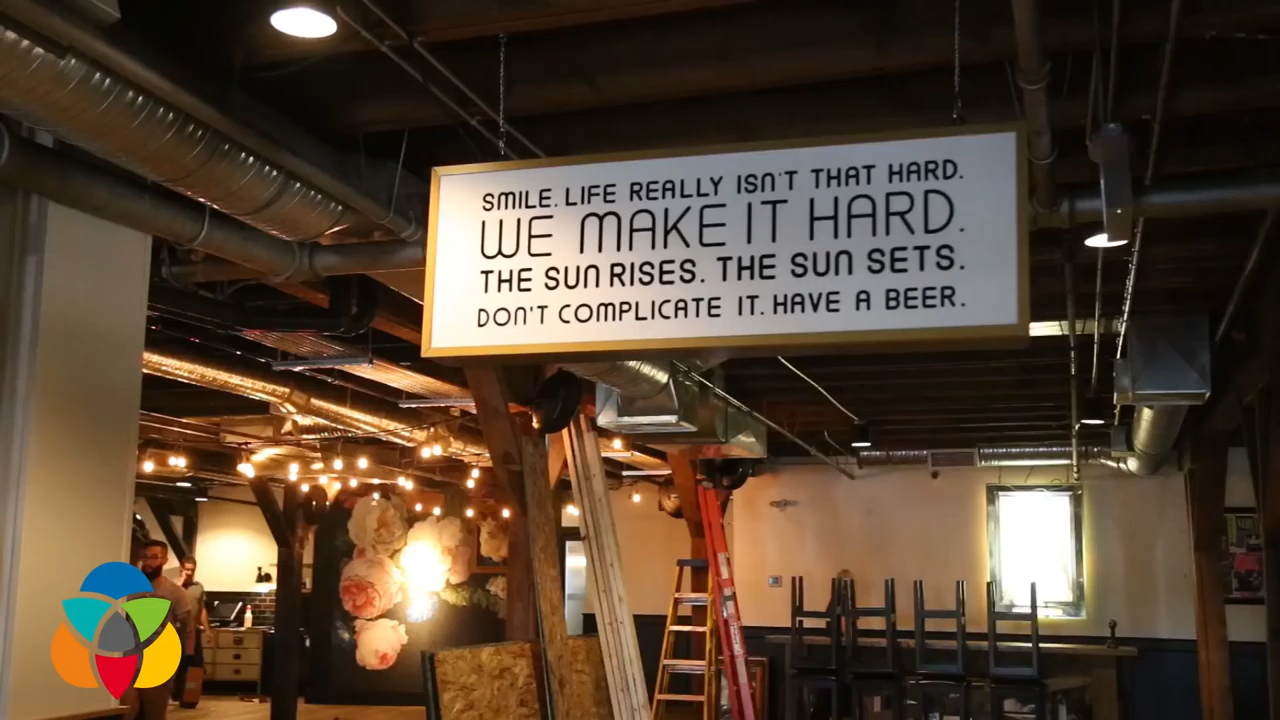 SMILE. LIFE REALLY ISN'T THAT HARD.
WE MAKE IT HARD.
THE SUN RISES. THE SUN SETS.
DON'T COMPLICATE IT. HAVE A BEER.